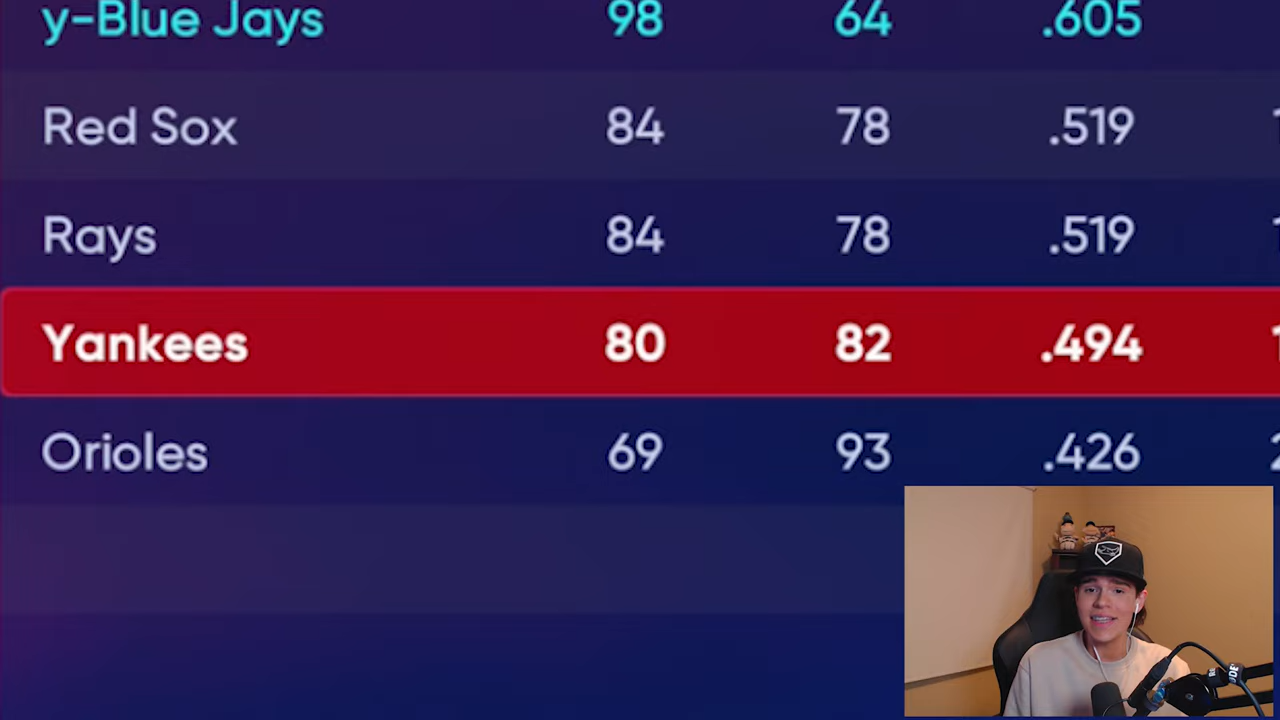 y-Blue Jays 98 64 .605
Red Sox 84 78 .519
Rays 84 78 .519
Yankees 80 82 .494
Orioles 69 93 .426